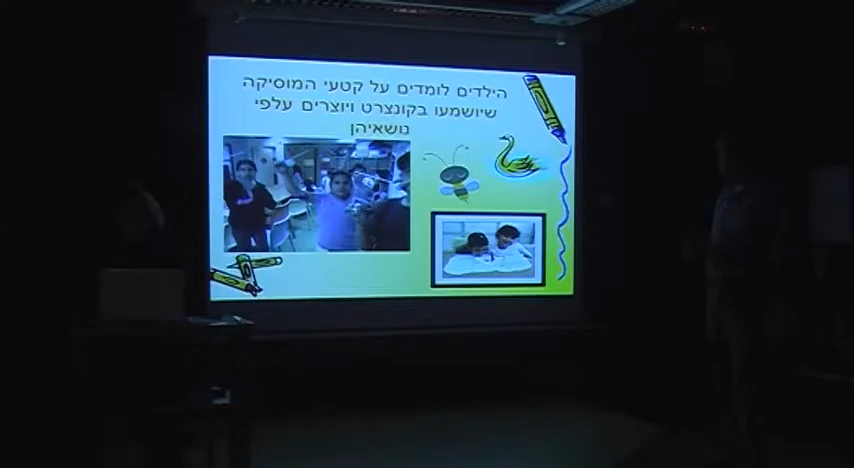 הילדים לומדים על קטעי המוסיקה
שיושמעו בקונצרט ויוצרים עלפי
נושאיהן